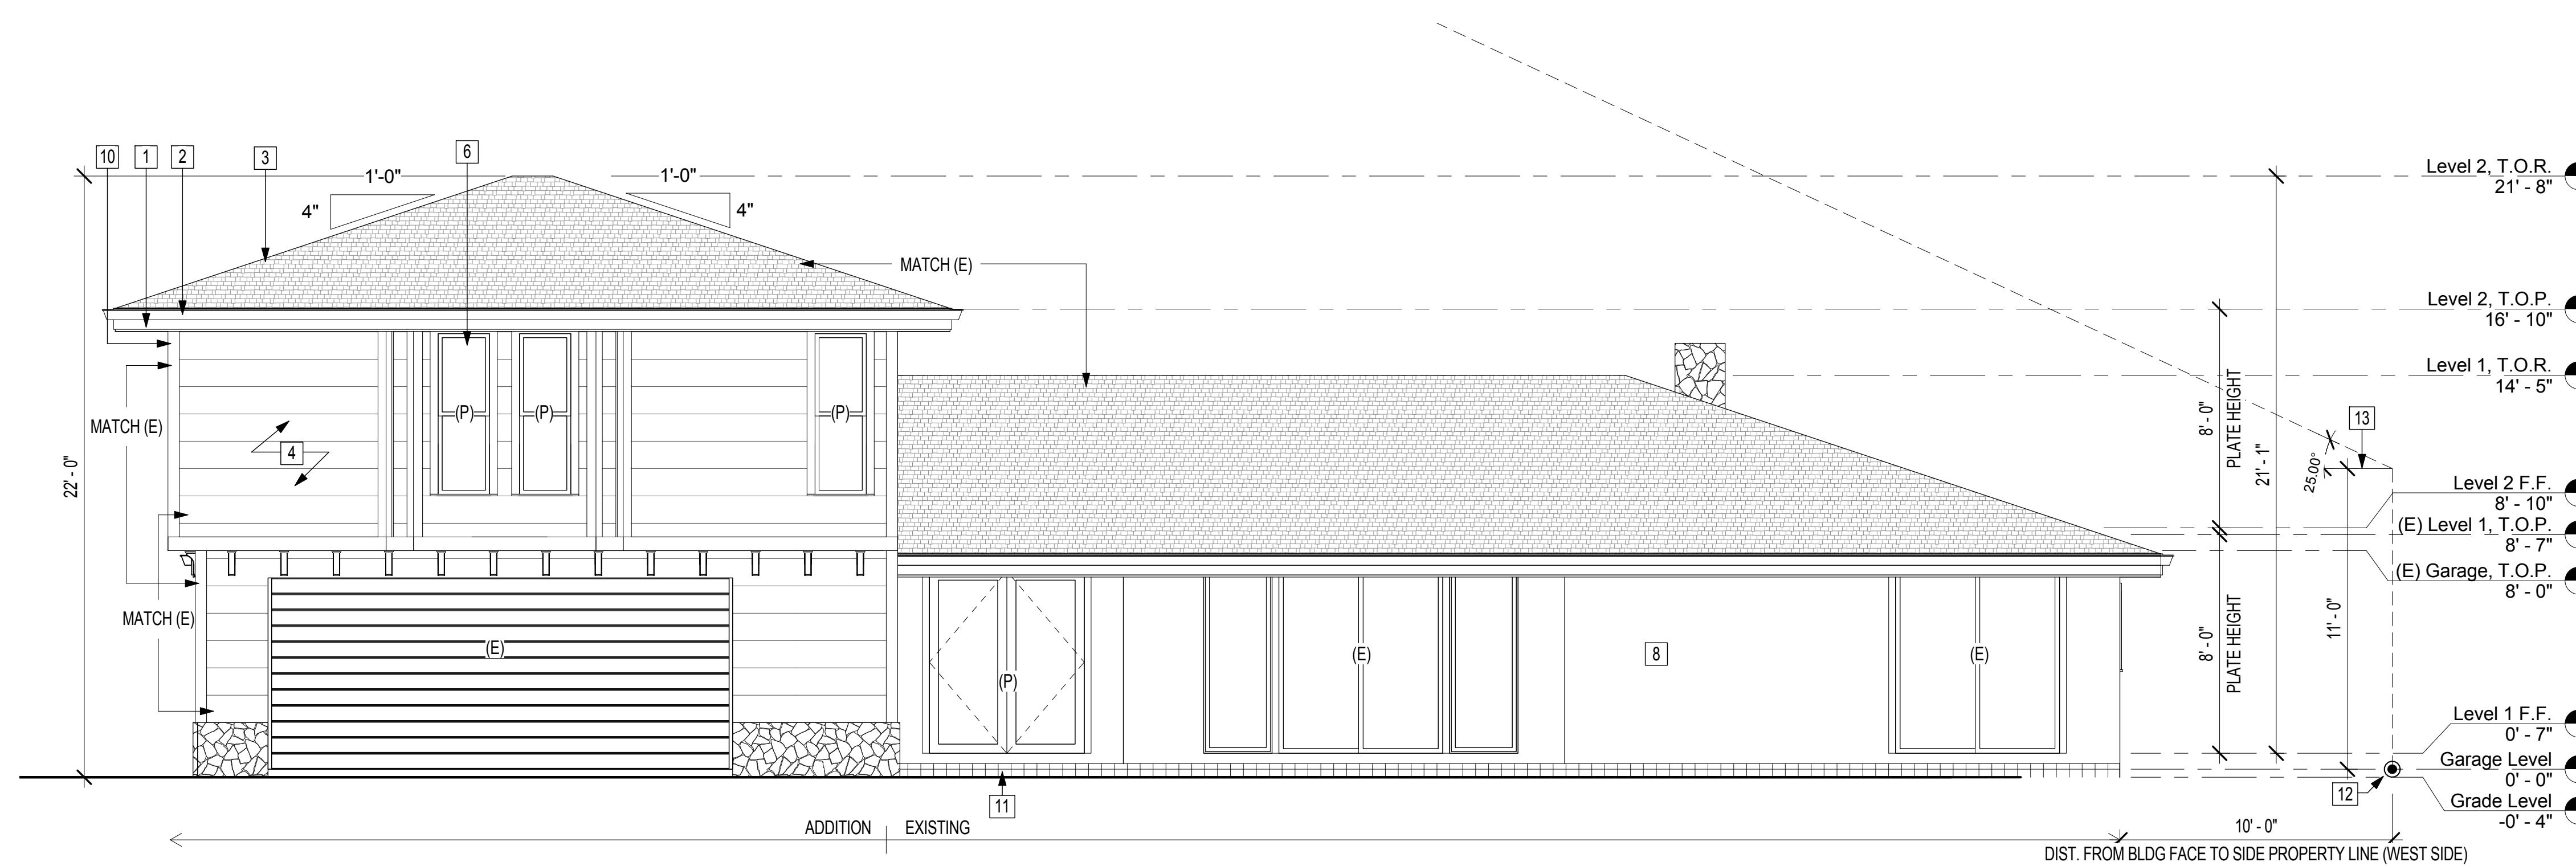 10
1
2
3
6
1'-0"
4"
1'-0"
4"
Level 2, T.O.R.
21' - 8"
MATCH (E)
Level 2, T.O.P.
16' - 10"
Level 1, T.O.R.
14' - 5"
8' - 0"
PLATE HEIGHT
21' - 1"
22' - 0"
MATCH (E)
(P)
(P)
(P)
4
13
25.00°
Level 2 F.F.
8' - 10"
(E) Level 1, T.O.P.
8' - 7"
(E) Garage, T.O.P.
8' - 0"
MATCH (E)
(E)
(P)
(E)
8
(E)
8' - 0"
PLATE HEIGHT
11' - 0"
Level 1 F.F.
0' - 7"
Garage Level
0' - 0"
Grade Level
-0' - 4"
11
12
ADDITION
EXISTING
10' - 0"
DIST. FROM BLDG FACE TO SIDE PROPERTY LINE (WEST SIDE)